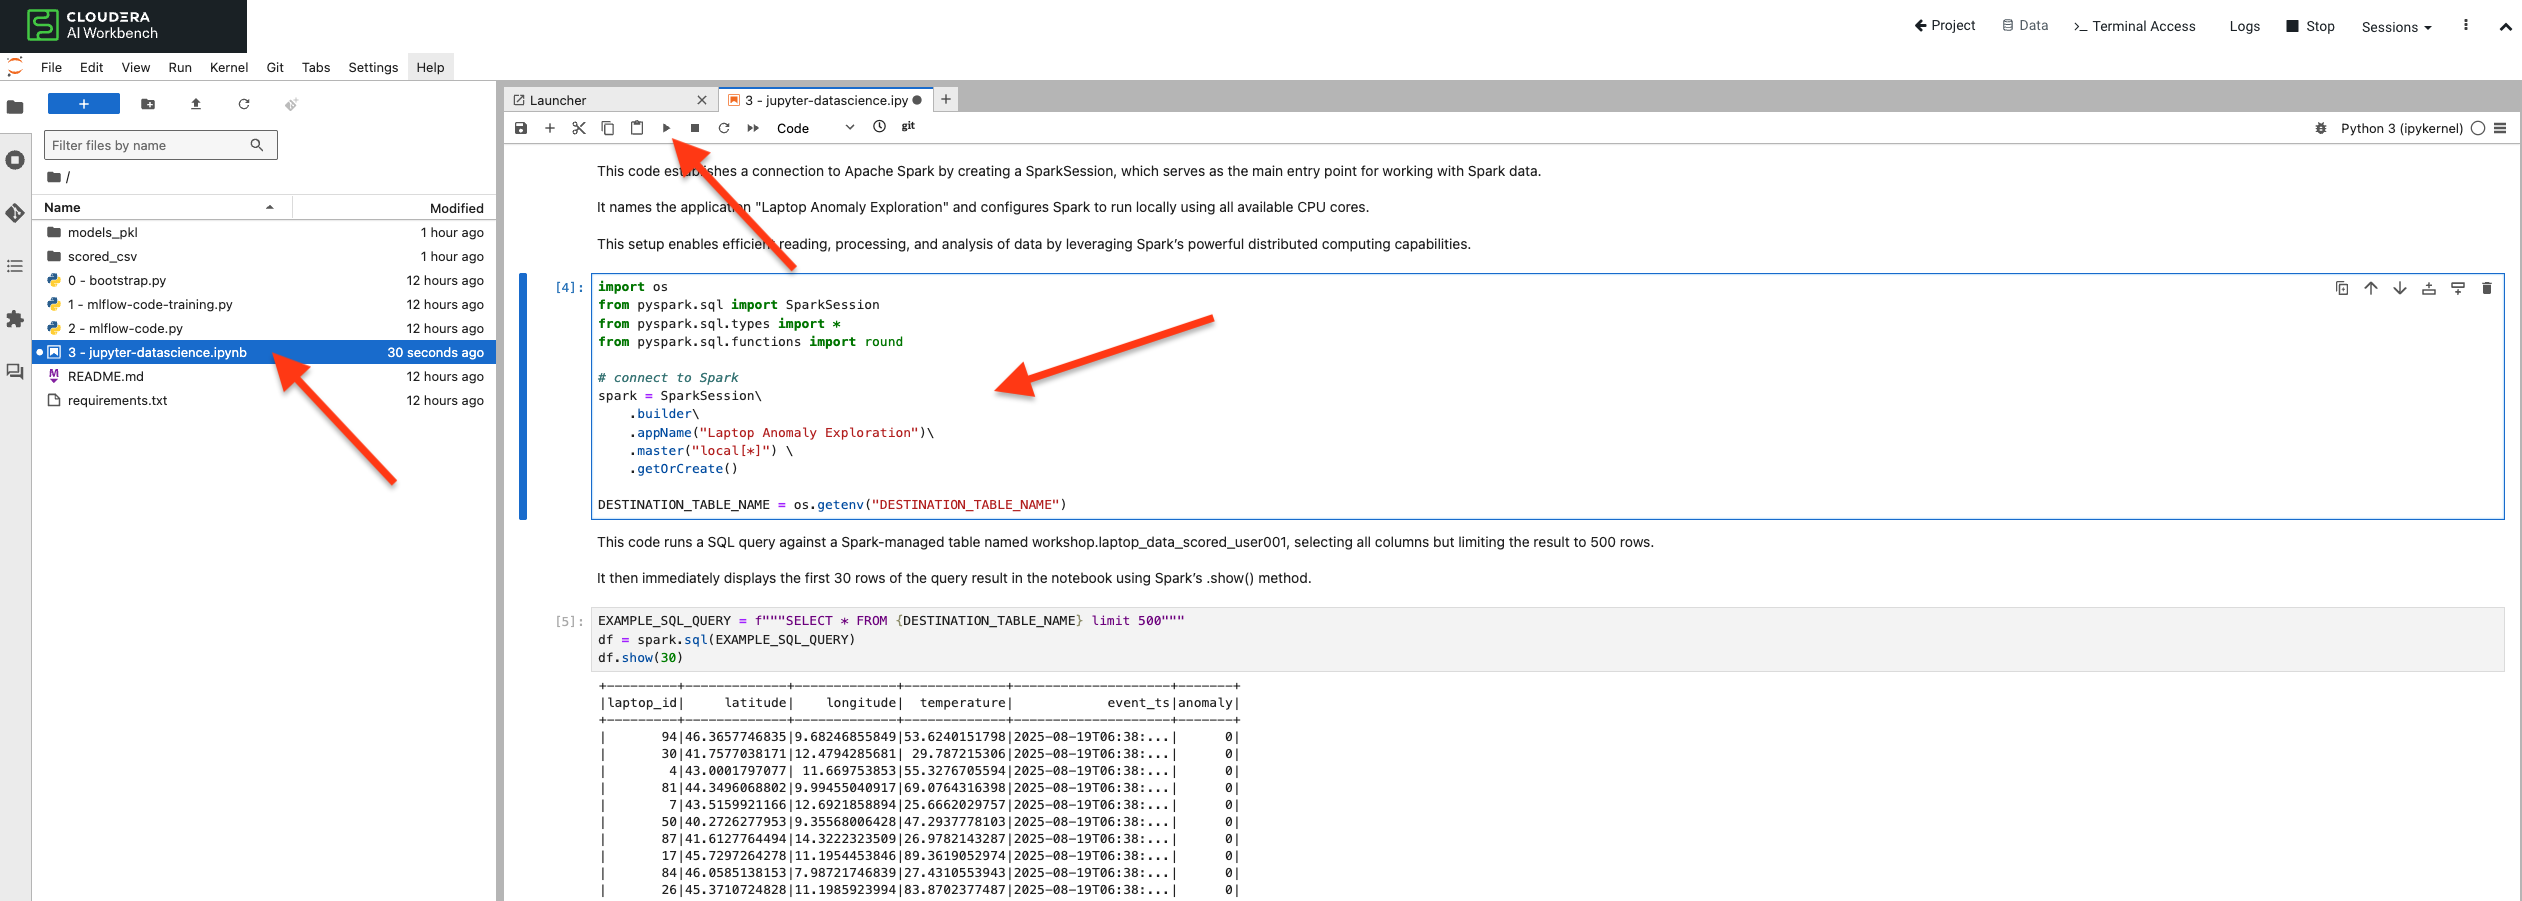 CLOUDERA
AI Workbench
Project
Data
Terminal Access
Logs
Stop
Sessions
File Edit View Run Kernel Git Tabs Settings Help
Filter files by name
/
Name Modified
models_pkl 1 hour ago
scored_csv 1 hour ago
0 - bootstrap.py 12 hours ago
1 - mlflow-code-training.py 12 hours ago
2 - mlflow-code.py 12 hours ago
3 - jupyter-datascience.ipynb 30 seconds ago
README.md 12 hours ago
requirements.txt 12 hours ago
Launcher
3 - jupyter-datascience.ipy
Code
git
Python 3 (ipykernel)
This code establishes a connection to Apache Spark by creating a SparkSession, which serves as the main entry point for working with Spark data.
It names the application "Laptop Anomaly Exploration" and configures Spark to run locally using all available CPU cores.
This setup enables efficient reading, processing, and analysis of data by leveraging Spark's powerful distributed computing capabilities.
[4]:
import os
from pyspark.sql import SparkSession
from pyspark.sql.types import *
from pyspark.sql.functions import round
# connect to Spark
spark = SparkSession\
    .builder\
    .appName("Laptop Anomaly Exploration")\
    .master("local[*]") \
    .getOrCreate()
DESTINATION_TABLE_NAME = os.getenv("DESTINATION_TABLE_NAME")
This code runs a SQL query against a Spark-managed table named workshop.laptop_data_scored_user001, selecting all columns but limiting the result to 500 rows.
It then immediately displays the first 30 rows of the query result in the notebook using Spark's .show() method.
[5]:
EXAMPLE_SQL_QUERY = f"""SELECT * FROM {DESTINATION_TABLE_NAME} limit 500"""
df = spark.sql(EXAMPLE_SQL_QUERY)
df.show(30)
+---------+-------------+-------------+-------------+--------------------+-------+
|laptop_id|     latitude|    longitude|  temperature|            event_ts|anomaly|
+---------+-------------+-------------+-------------+--------------------+-------+
|       94|46.3657746835|9.68246855849|53.6240151798|2025-08-19T06:38:...|      0|
|       30|41.7577038171|12.4794285681| 29.787215306|2025-08-19T06:38:...|      0|
|        4|43.0001797077| 11.669753853|55.3276705594|2025-08-19T06:38:...|      0|
|       81|44.3496068802|9.99455040917|69.0764316398|2025-08-19T06:38:...|      0|
|        7|43.5159921166|12.6921858894|25.6662029757|2025-08-19T06:38:...|      0|
|       50|40.2726277953|9.35568006428|47.2937778103|2025-08-19T06:38:...|      0|
|       87|41.6127764494|14.3222323509|26.9782143287|2025-08-19T06:38:...|      0|
|       17|45.7297264278|11.1954453846|89.3619052974|2025-08-19T06:38:...|      0|
|       84|46.0585138153|7.98721746839|27.4310553943|2025-08-19T06:38:...|      0|
|       26|45.3710724828|11.1985923994|83.8702377487|2025-08-19T06:38:...|      0|